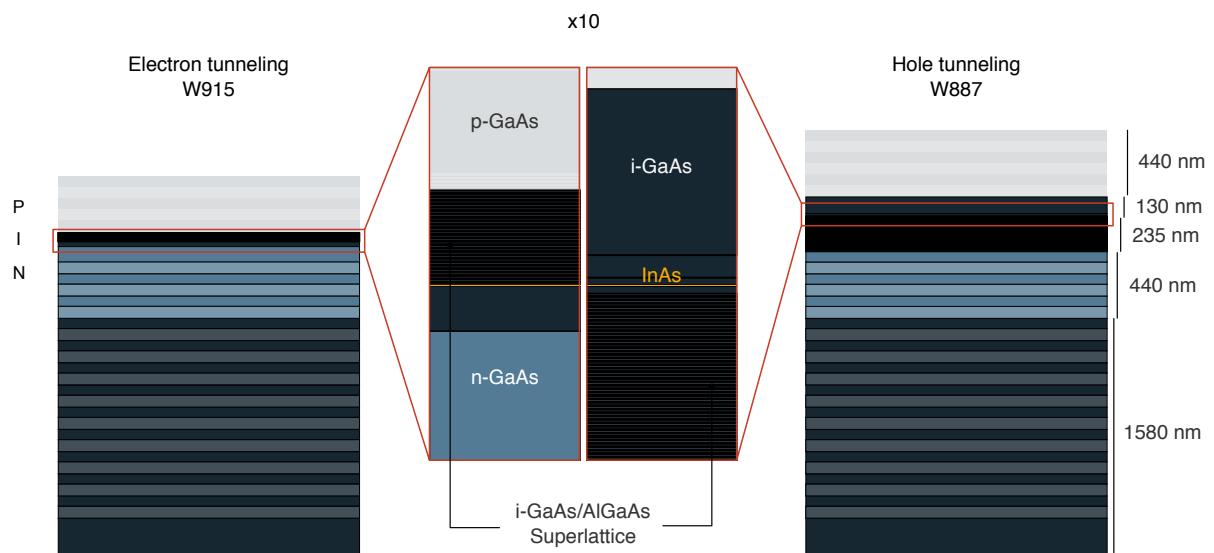 x10
Electron tunneling
W915
Hole tunneling
W887
p-GaAs
i-GaAs
InAs
n-GaAs
P
I
N
440 nm
130 nm
235 nm
440 nm
1580 nm
i-GaAs/AlGaAs
Superlattice